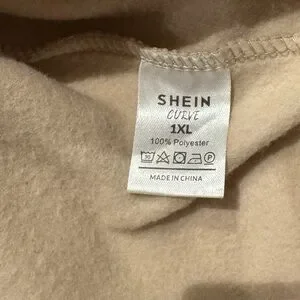 SHEIN
CURVE
1XL
100% Polyester
MADE IN CHINA